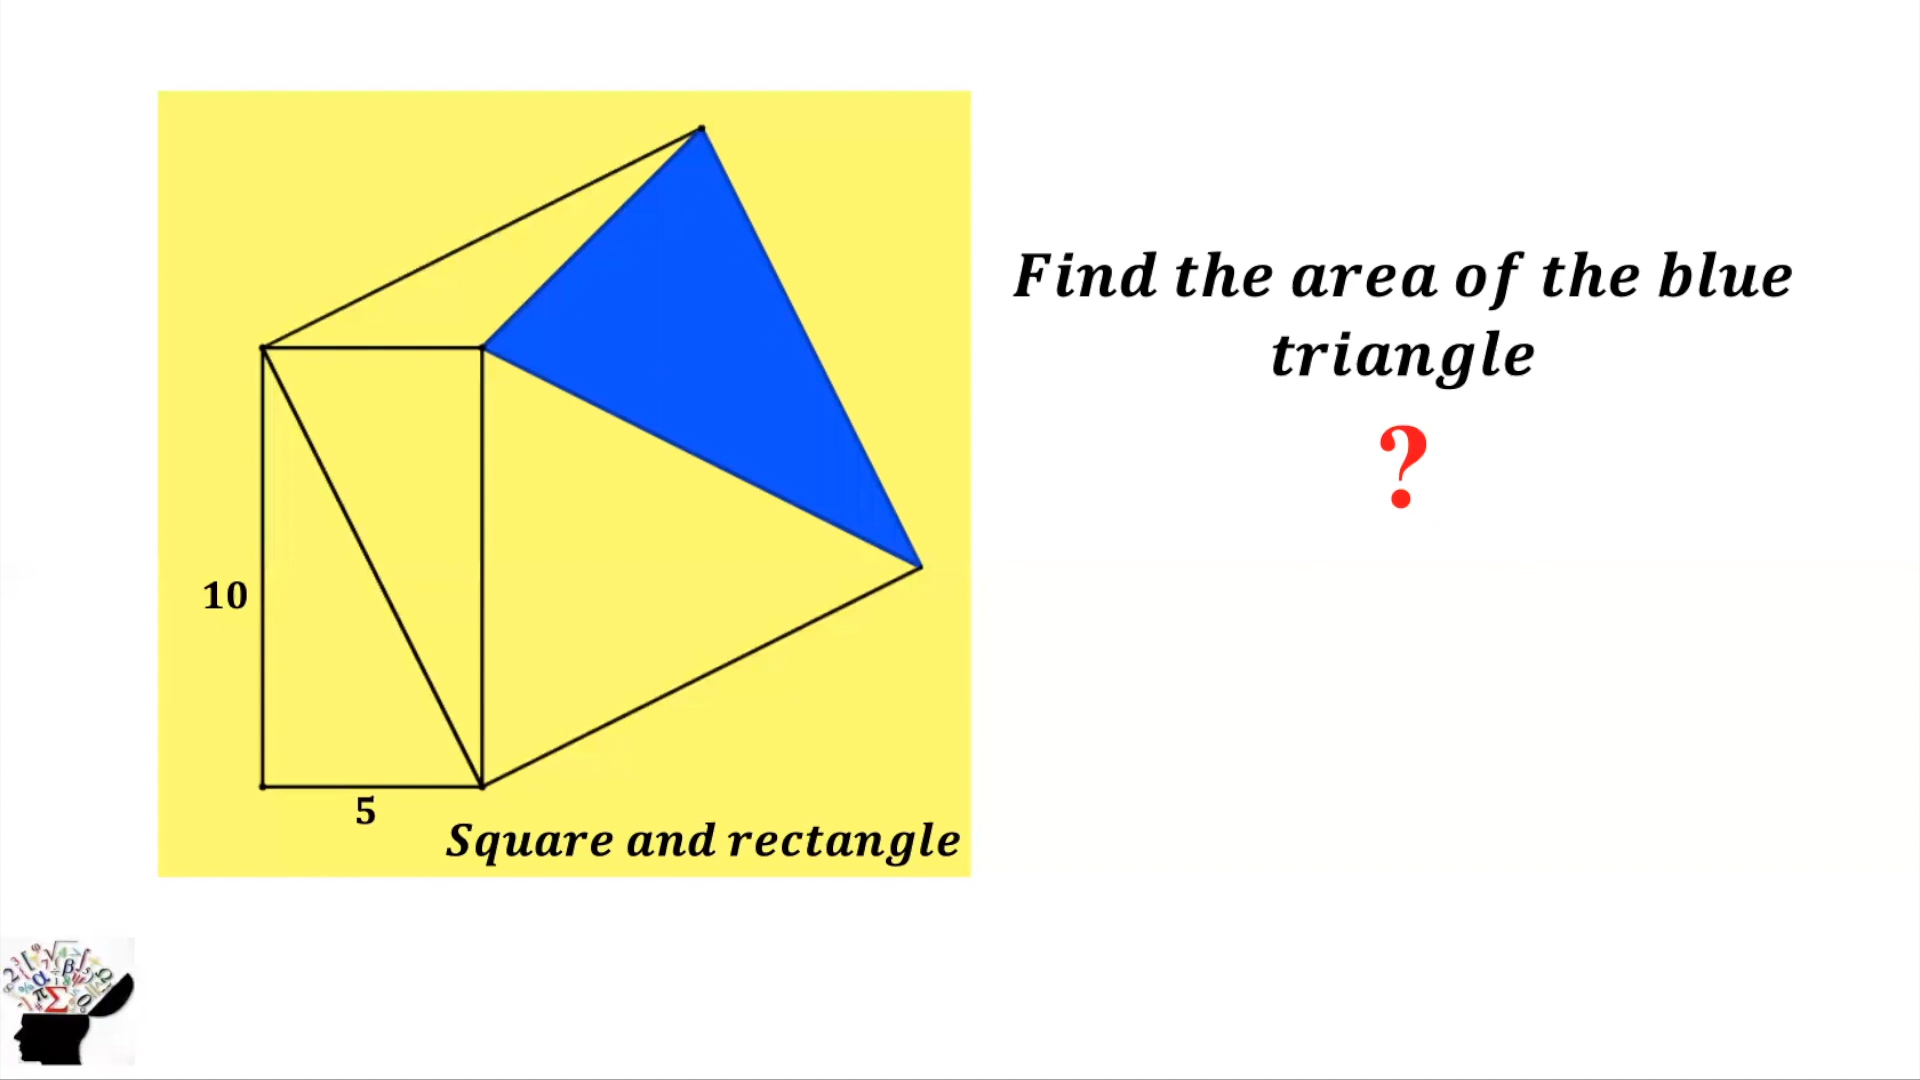 Find the area of the blue
triangle
?
10
5
Square and rectangle